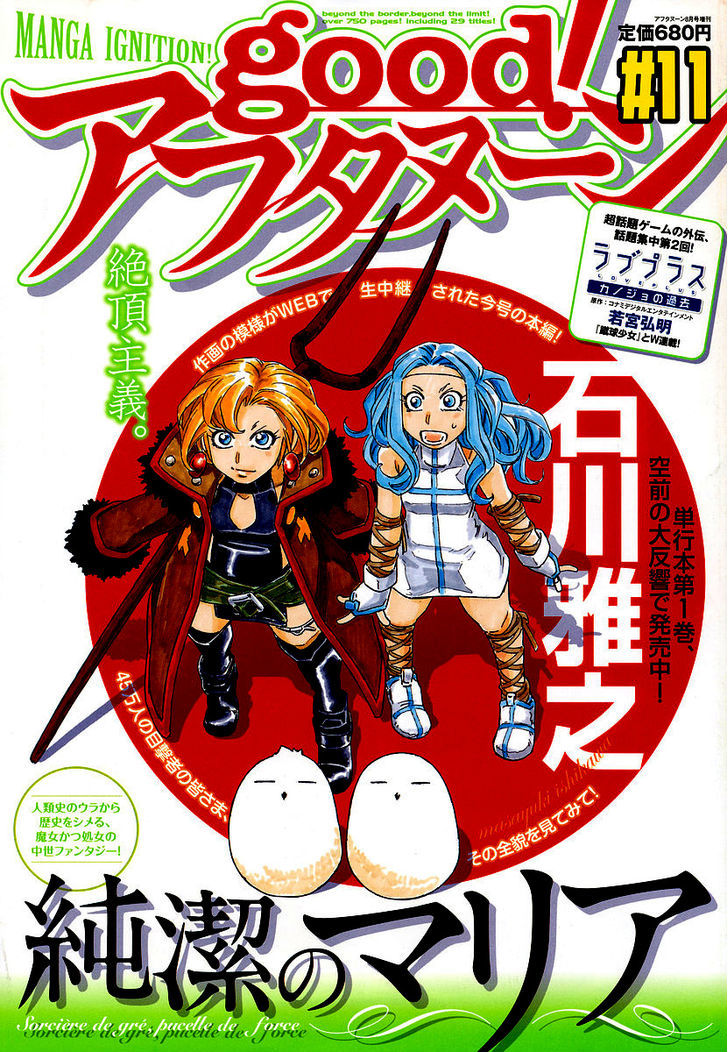 beyond the border,beyond the limit!
over 750 pages! including 29 titles!
アフタヌーン8月号増刊
定価680円
MANGA IGNITION!
good!
アフタヌーン
#11
超話題ゲームの外伝、
話題集中第2回!
ラブプラス
LOVEPLUS
カノジョの過去
原作:コナミデジタルエンタテインメント
若宮弘明
『鐵球少女』とW連載!
絶頂主義。
作画の模様がWEBで生中継された今号の本編!
石川雅之
masayuki ishikawa
単行本第1巻、
空前の大反響で発売中!
45万人の目撃者の皆さま、
その全貌を見てみて!
人類史のウラから
歴史をシメる、
魔女かつ処女の
中世ファンタジー!
純潔のマリア
Sorcière de gré, pucelle de force